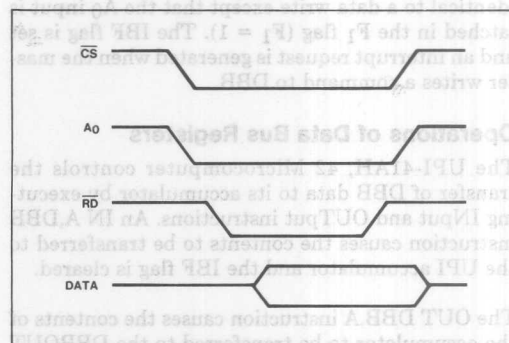 identical to a data write except that the A₀ input is
latched in the F₁ flag (F₁ = 1). The IBF flag is set
and an interrupt request is generated when the mas-
ter writes a command to DBB.
CS
A₀
Operations of Data Bus Registers
The UPI-41AH, 42 Microcomputer controls the
transfer of DBB data to its accumulator by execut-
ing INput and OUTput instructions. An IN A,DBB
instruction causes the contents to be transferred to
the UPI accumulator and the IBF flag is cleared.
RD
DATA
The OUT DBB,A instruction causes the contents of
the accumulator to be transferred to the DBBOUT